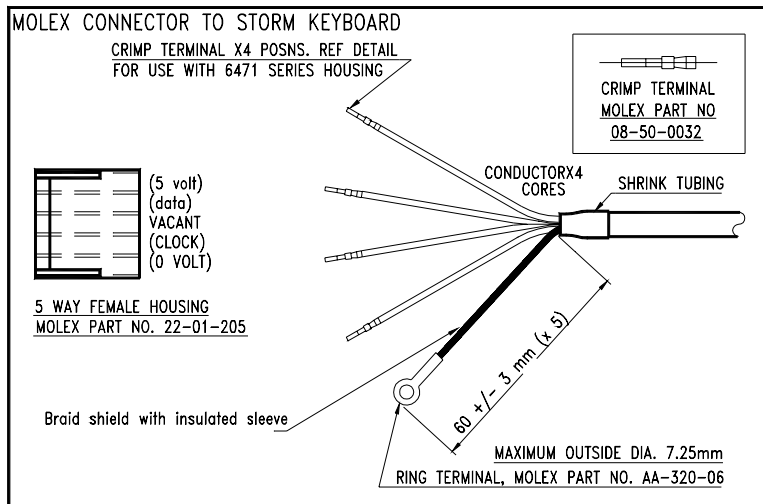 MOLEX CONNECTOR TO STORM KEYBOARD
CRIMP TERMINAL X4 POSNS. REF DETAIL
FOR USE WITH 6471 SERIES HOUSING
CRIMP TERMINAL
MOLEX PART NO
08-50-0032
CONDUCTORX4
CORES
SHRINK TUBING
(5 volt)
(data)
VACANT
(CLOCK)
(0 VOLT)
5 WAY FEMALE HOUSING
MOLEX PART NO. 22-01-205
60 +/- 3 mm (x 5)
Braid shield with insulated sleeve
MAXIMUM OUTSIDE DIA. 7.25mm
RING TERMINAL, MOLEX PART NO. AA-320-06